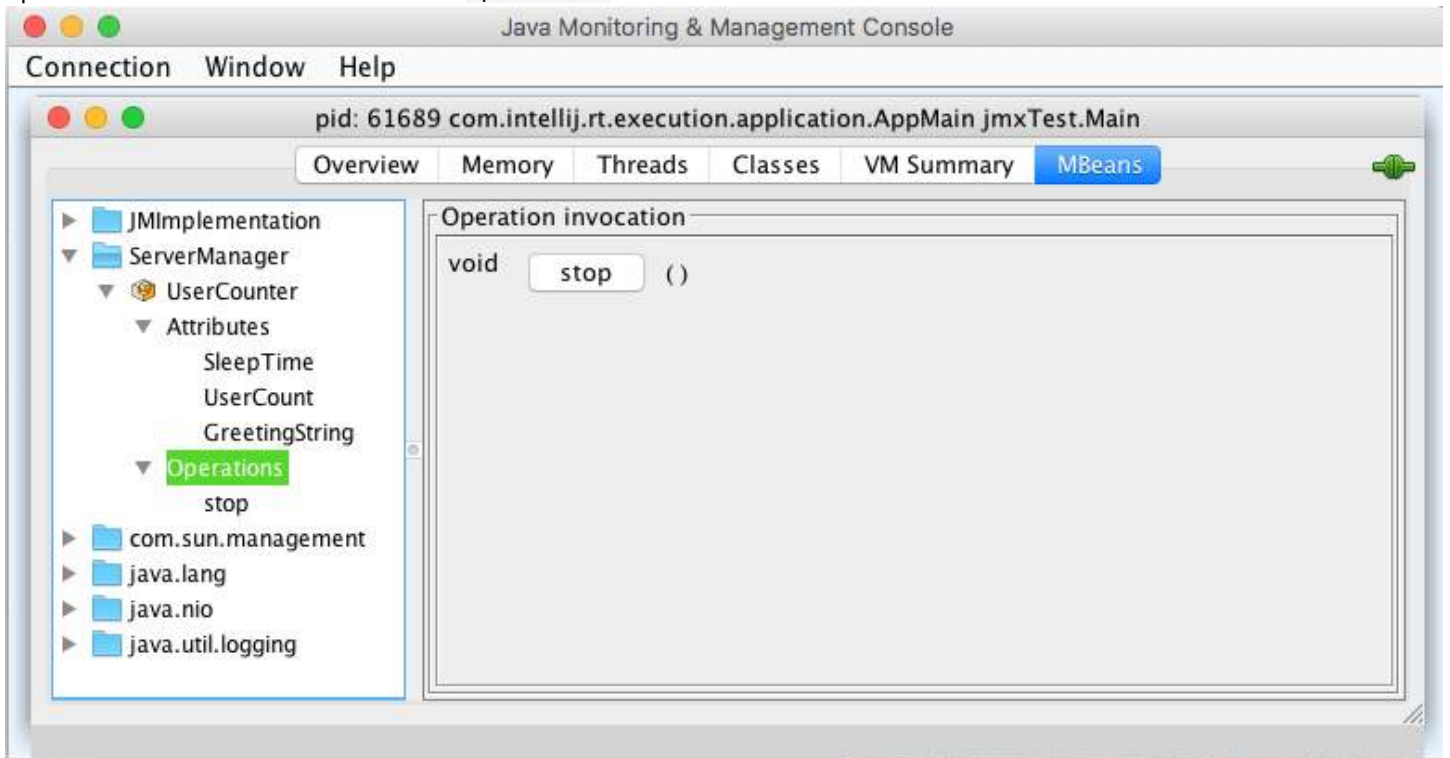 Java Monitoring & Management Console
Connection Window Help
pid: 61689 com.intellij.rt.execution.application.AppMain jmxTest.Main
Overview Memory Threads Classes VM Summary MBeans
JMImplementation
ServerManager
UserCounter
Attributes
SleepTime
UserCount
GreetingString
Operations
stop
com.sun.management
java.lang
java.nio
java.util.logging
Operation invocation
void stop ()